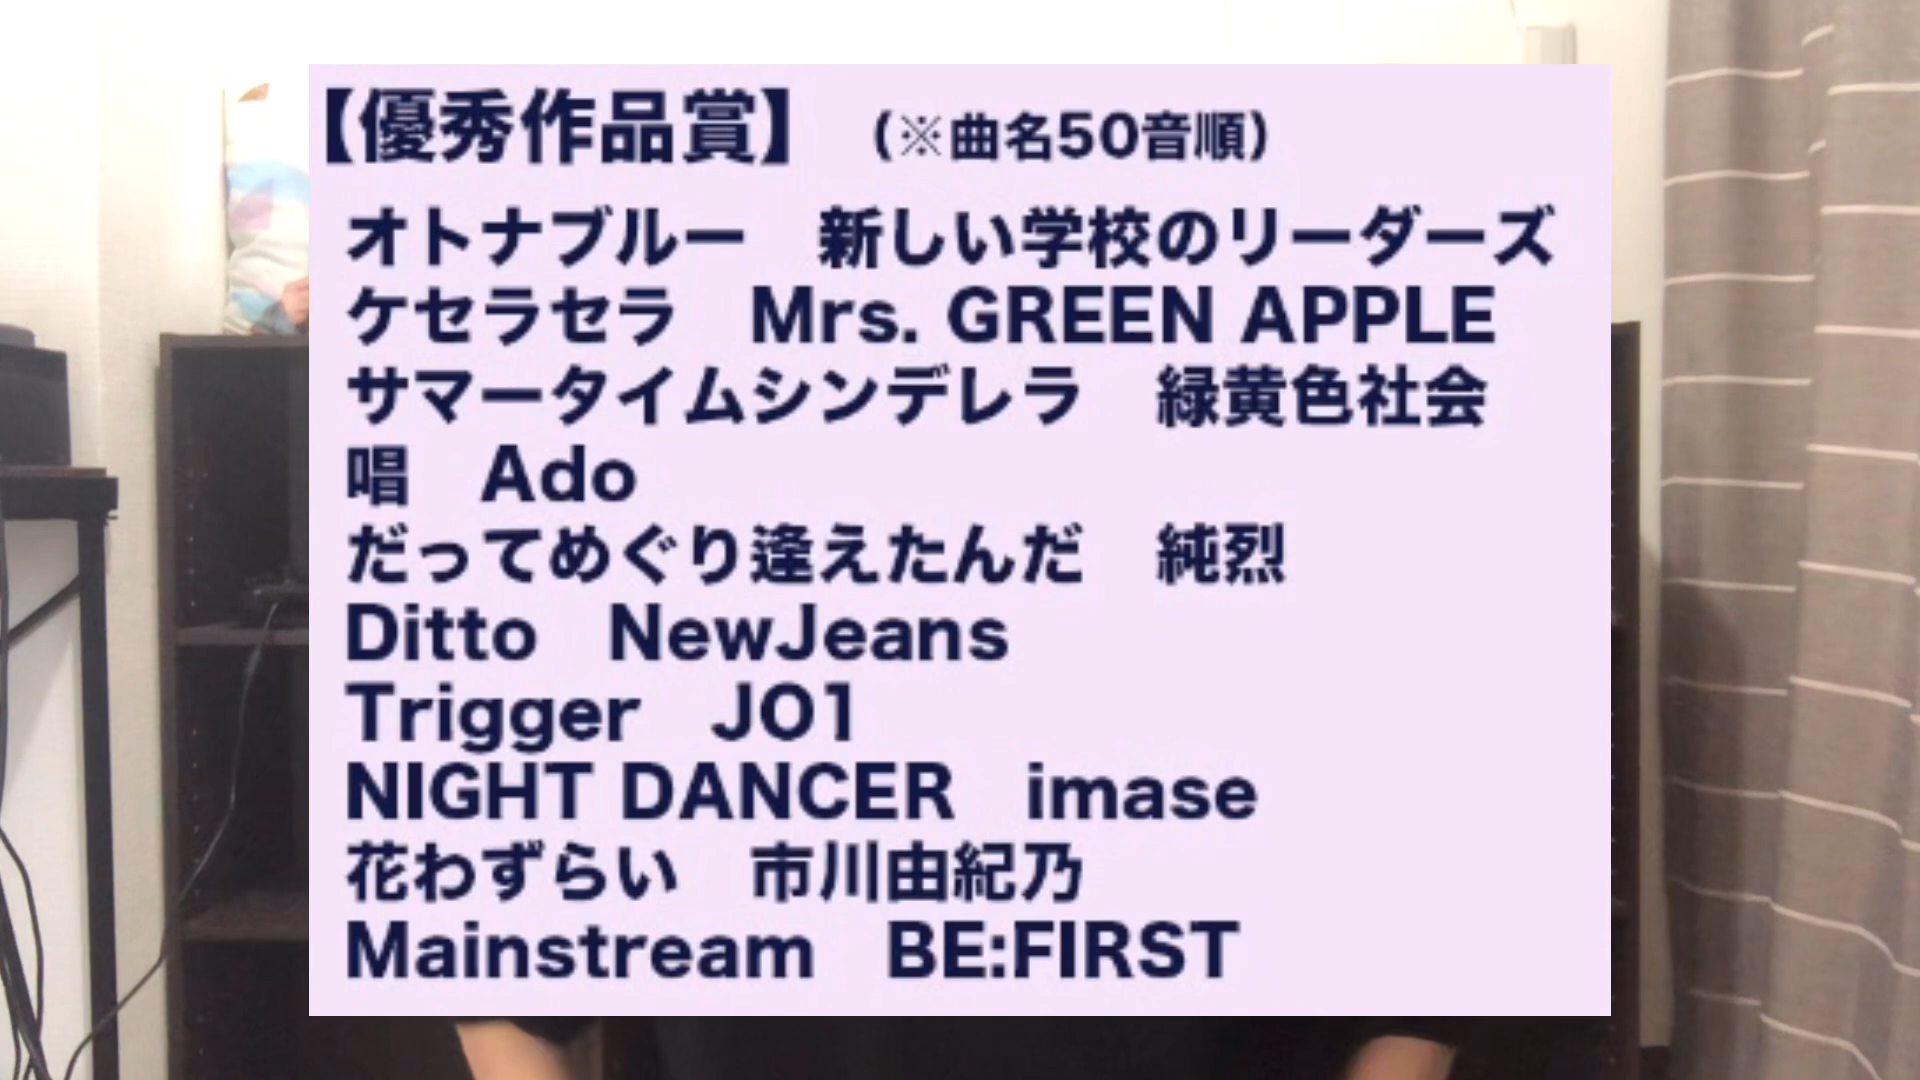 【優秀作品賞】 (※曲名50音順)
オトナブルー 新しい学校のリーダーズ
ケセラセラ Mrs. GREEN APPLE
サマータイムシンデレラ 緑黄色社会
唱 Ado
だってめぐり逢えたんだ 純烈
Ditto NewJeans
Trigger JO1
NIGHT DANCER imase
花わずらい 市川由紀乃
Mainstream BE:FIRST